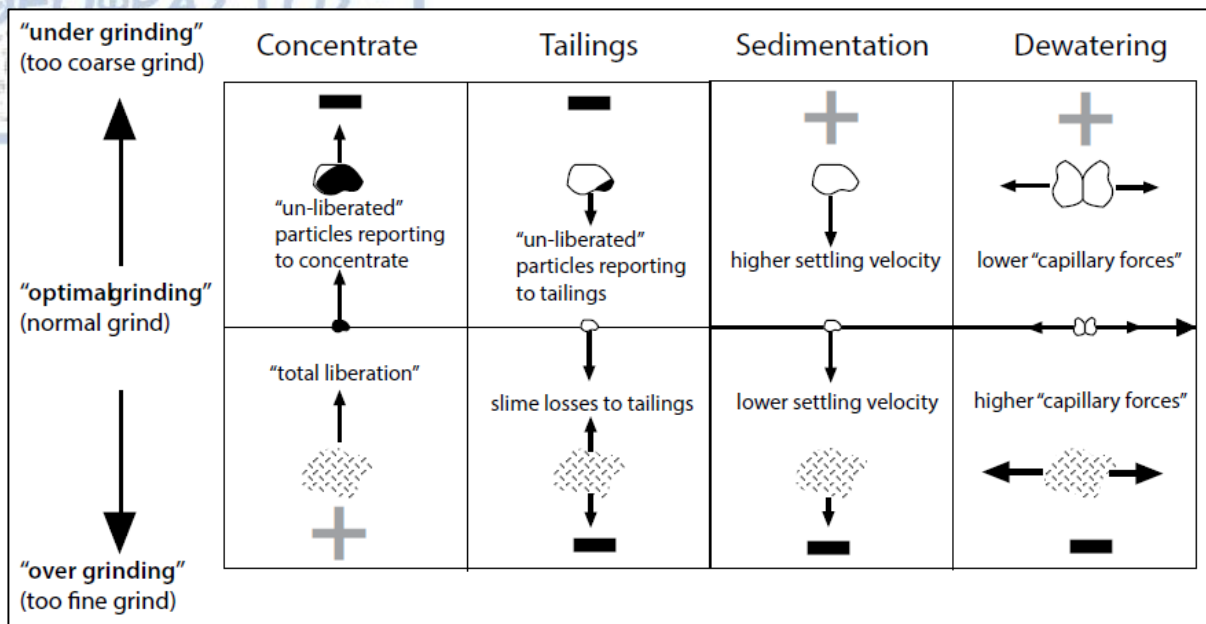 "under grinding"
(too coarse grind)
Concentrate
Tailings
Sedimentation
Dewatering
"un-liberated"
particles reporting
to concentrate
"un-liberated"
particles reporting
to tailings
higher settling velocity
lower "capillary forces"
"optimalgrinding"
(normal grind)
"total liberation"
slime losses to tailings
lower settling velocity
higher "capillary forces"
"over grinding"
(too fine grind)